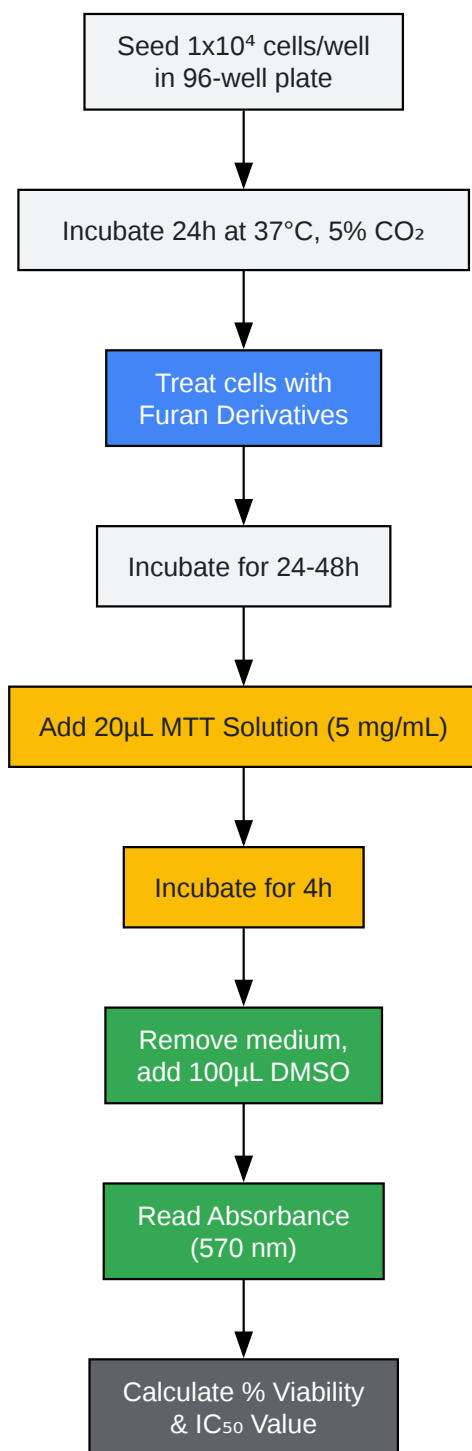 Seed 1x10⁴ cells/well
in 96-well plate
Incubate 24h at 37°C, 5% CO₂
Treat cells with
Furan Derivatives
Incubate for 24-48h
Add 20µL MTT Solution (5 mg/mL)
Incubate for 4h
Remove medium,
add 100µL DMSO
Read Absorbance
(570 nm)
Calculate % Viability
& IC₅₀ Value